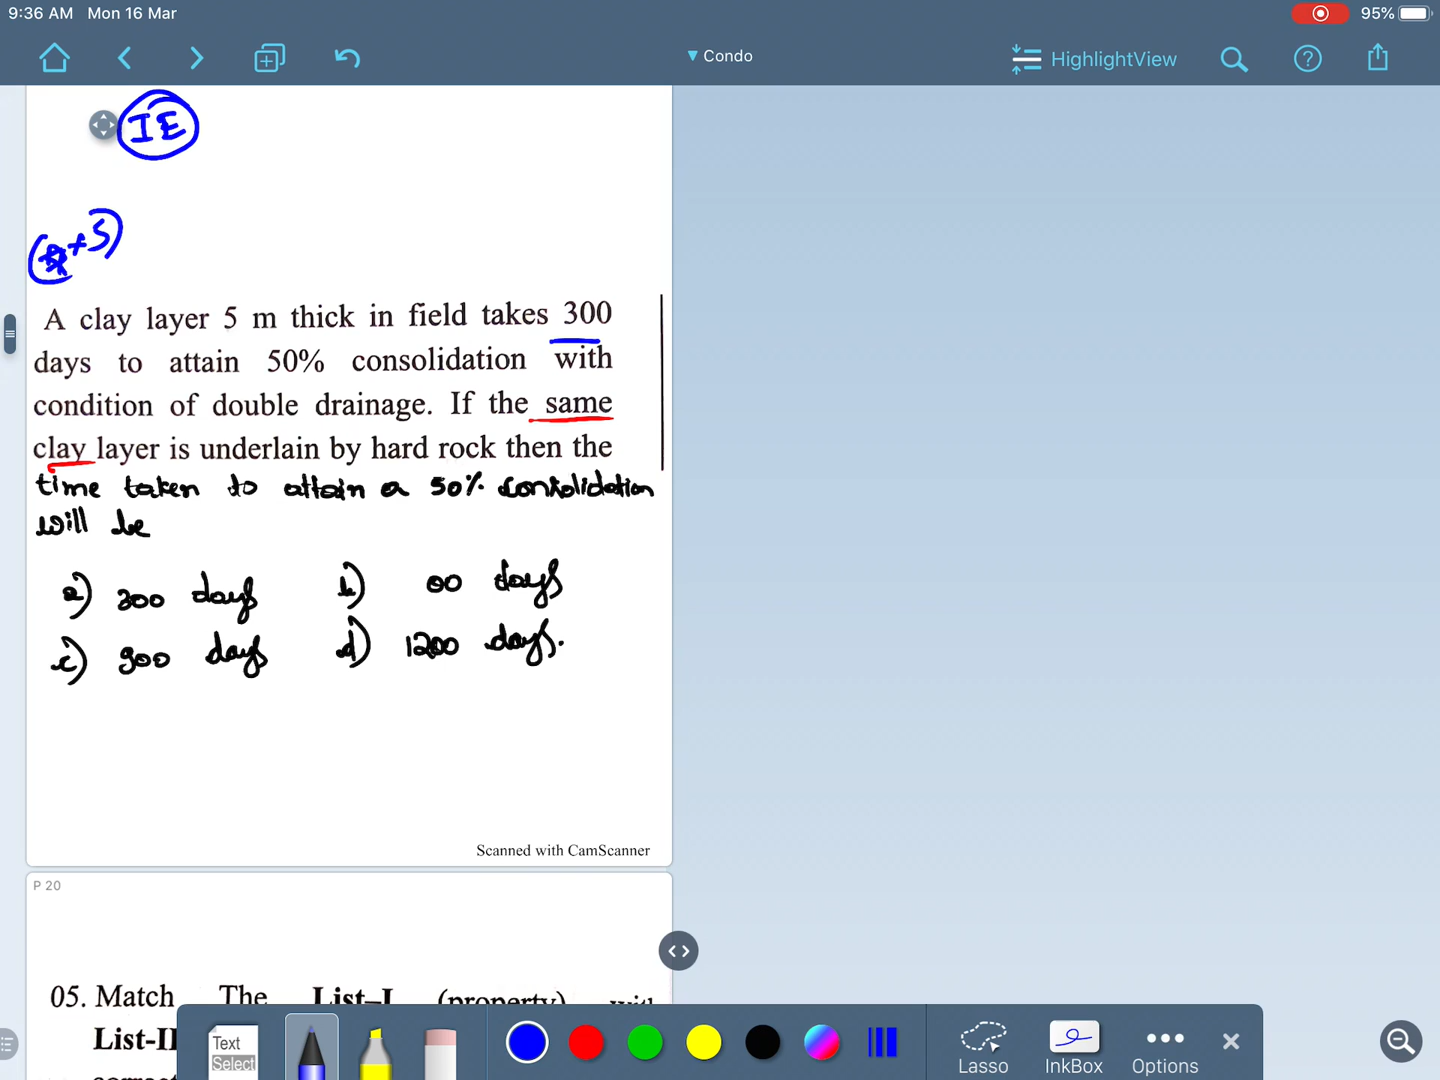 9:36 AM Mon 16 Mar
95%
Condo
HighlightView
IE
A clay layer 5 m thick in field takes 300
days to attain 50% consolidation with
condition of double drainage. If the same
clay layer is underlain by hard rock then the
time taken to attain a 50% consolidation
will be
a) 300 days b) 00 days
c) 900 days d) 1200 days.
Scanned with CamScanner
P 20
05. Match The List–I (property) with
List-II
Text
Select
Lasso
InkBox
Options